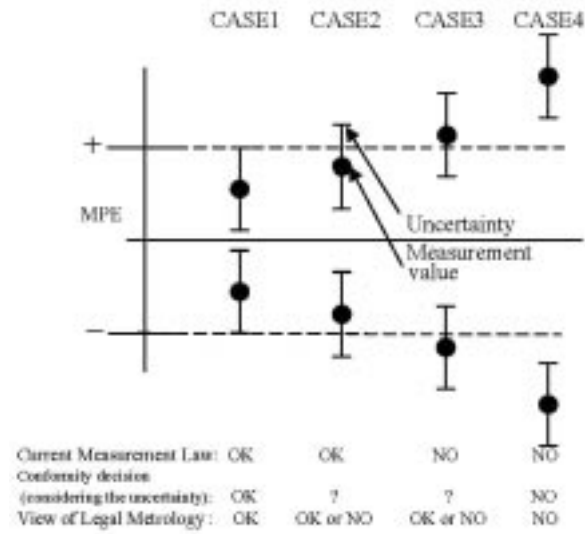 CASE1 CASE2 CASE3 CASE4
+
MPE
Uncertainty
Measurement
value
−
Current Measurement Law: OK OK NO NO
Conformity decision
(considering the uncertainty): OK ? ? NO
View of Legal Metrology : OK OK or NO OK or NO NO